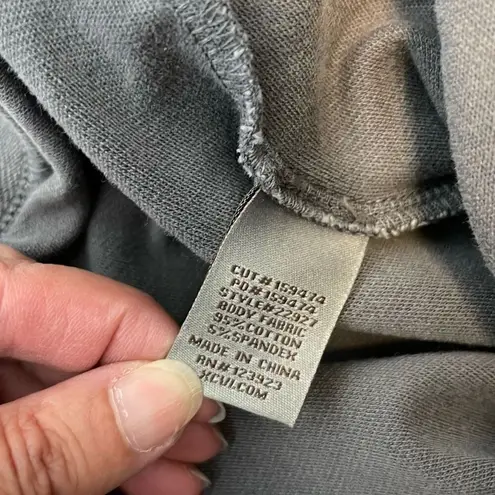 CUT#159474
PO#159474
STYLE#22927
BODY FABRIC
95%COTTON
5%SPANDEX
MADE IN CHINA
RN#123923
XCVI.COM